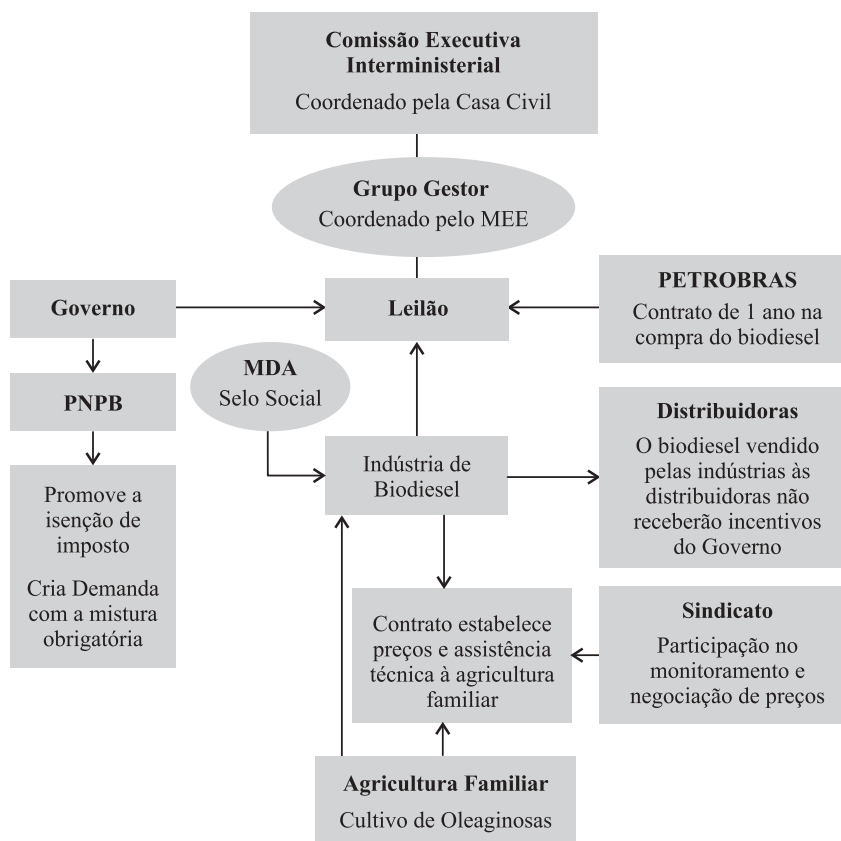 Comissão Executiva
Interministerial
Coordenado pela Casa Civil
Grupo Gestor
Coordenado pelo MEE
Governo
Leilão
PETROBRAS
Contrato de 1 ano na
compra do biodiesel
MDA
Selo Social
PNPB
Distribuidoras
O biodiesel vendido
pelas indústrias às
distribuidoras não
receberão incentivos
do Governo
Indústria de
Biodiesel
Promove a
isenção de
imposto
Cria Demanda
com a mistura
obrigatória
Contrato estabelece
preços e assistência
técnica à agricultura
familiar
Sindicato
Participação no
monitoramento e
negociação de preços
Agricultura Familiar
Cultivo de Oleaginosas